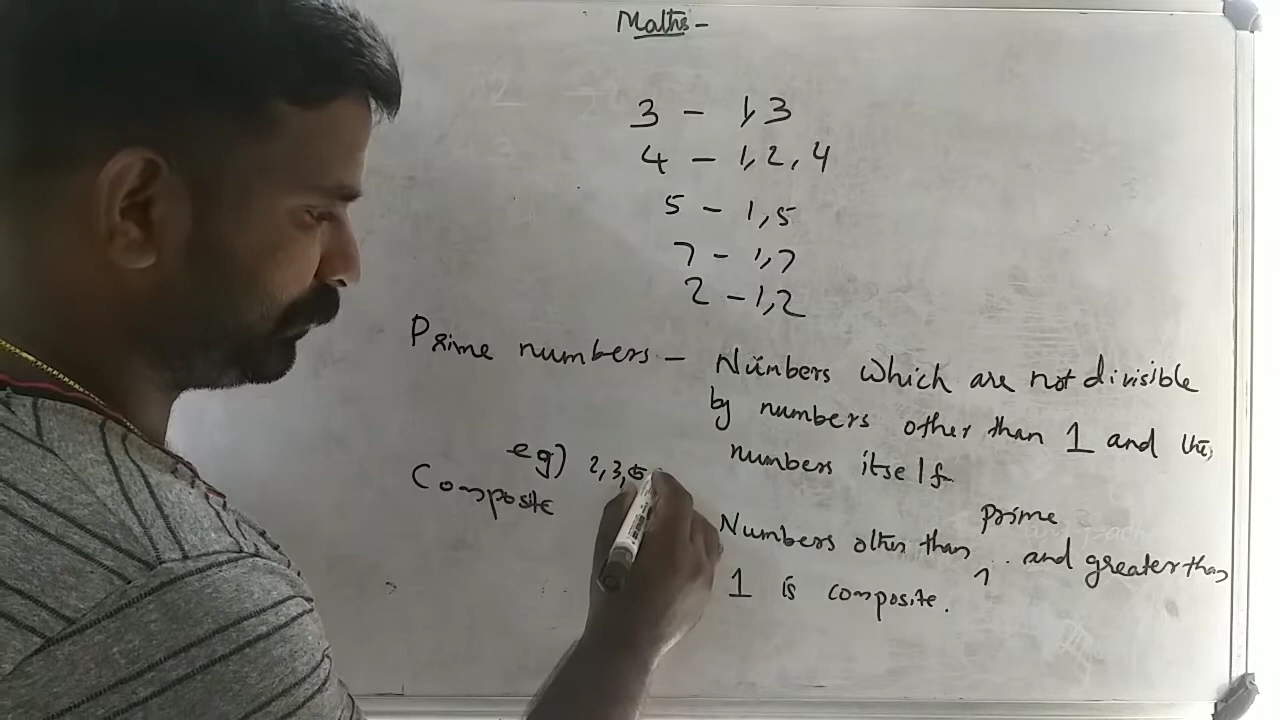 Maths -
3 - 1,3
4 - 1,2,4
5 - 1,5
7 - 1,7
2 - 1,2
Prime numbers - Numbers which are not divisible
by numbers other than 1 and the,
numbers itself
eg) 2,3,5
Composite
prime
Numbers other than ^ and greater than
1 is composite.